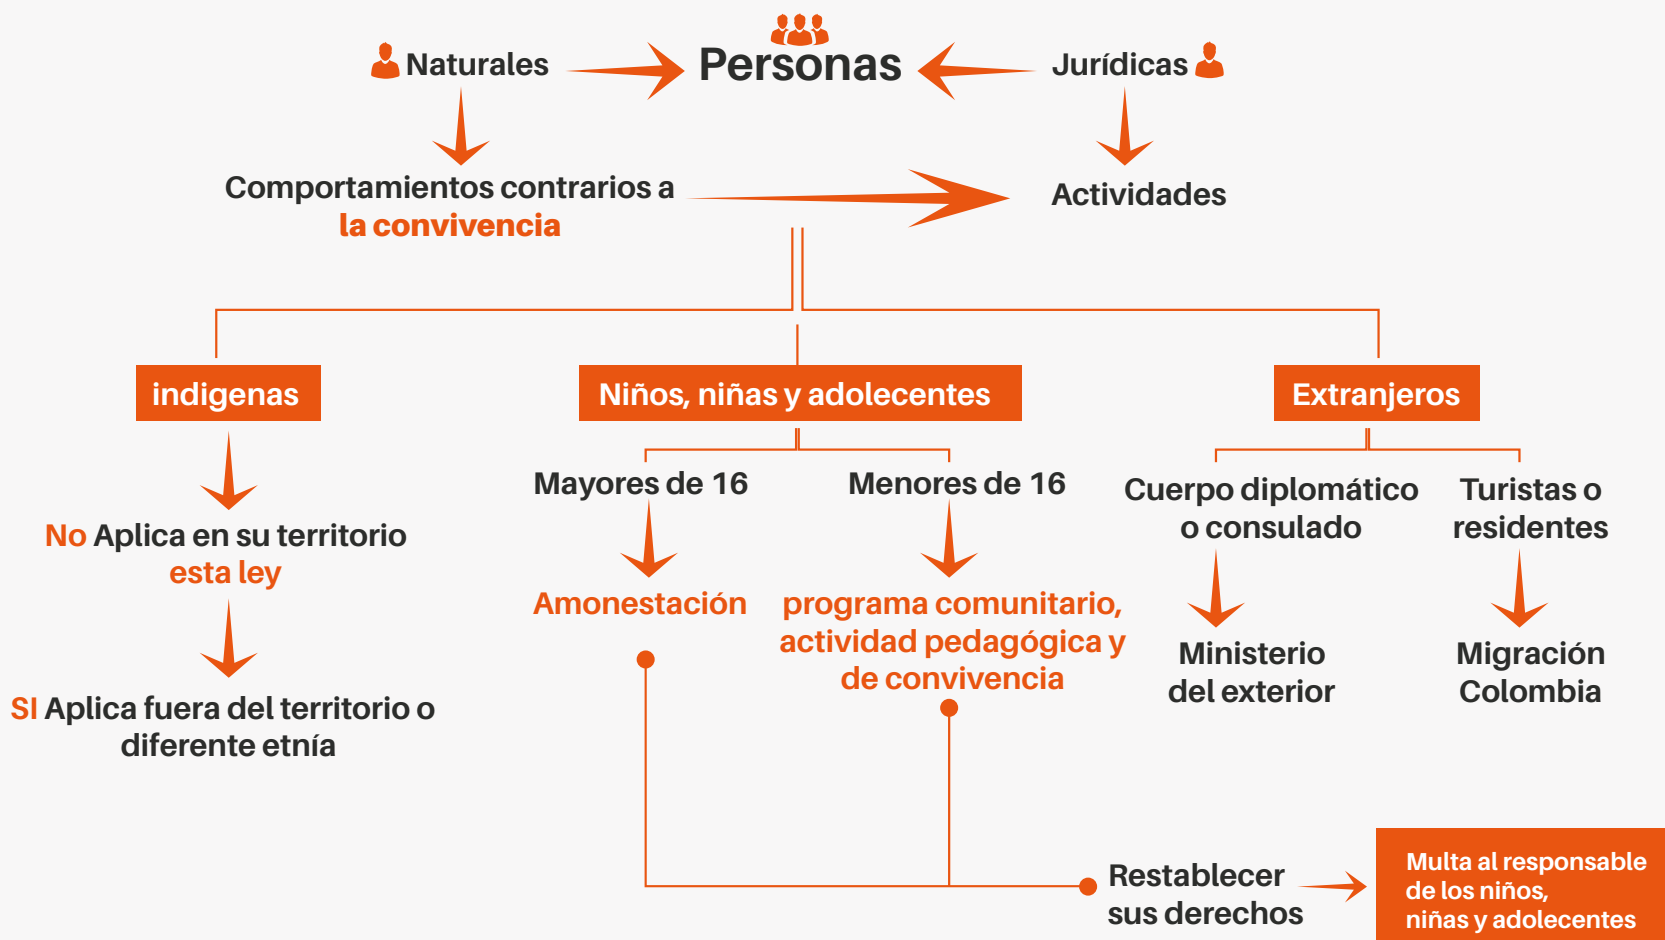 Naturales
Personas
Jurídicas
Comportamientos contrarios a
la convivencia
Actividades
indigenas
Niños, niñas y adolecentes
Extranjeros
No Aplica en su territorio
esta ley
SI Aplica fuera del territorio o
diferente etnía
Mayores de 16
Amonestación
Menores de 16
programa comunitario,
actividad pedagógica y
de convivencia
Cuerpo diplomático
o consulado
Ministerio
del exterior
Turistas o
residentes
Migración
Colombia
Restablecer
sus derechos
Multa al responsable
de los niños,
niñas y adolecentes